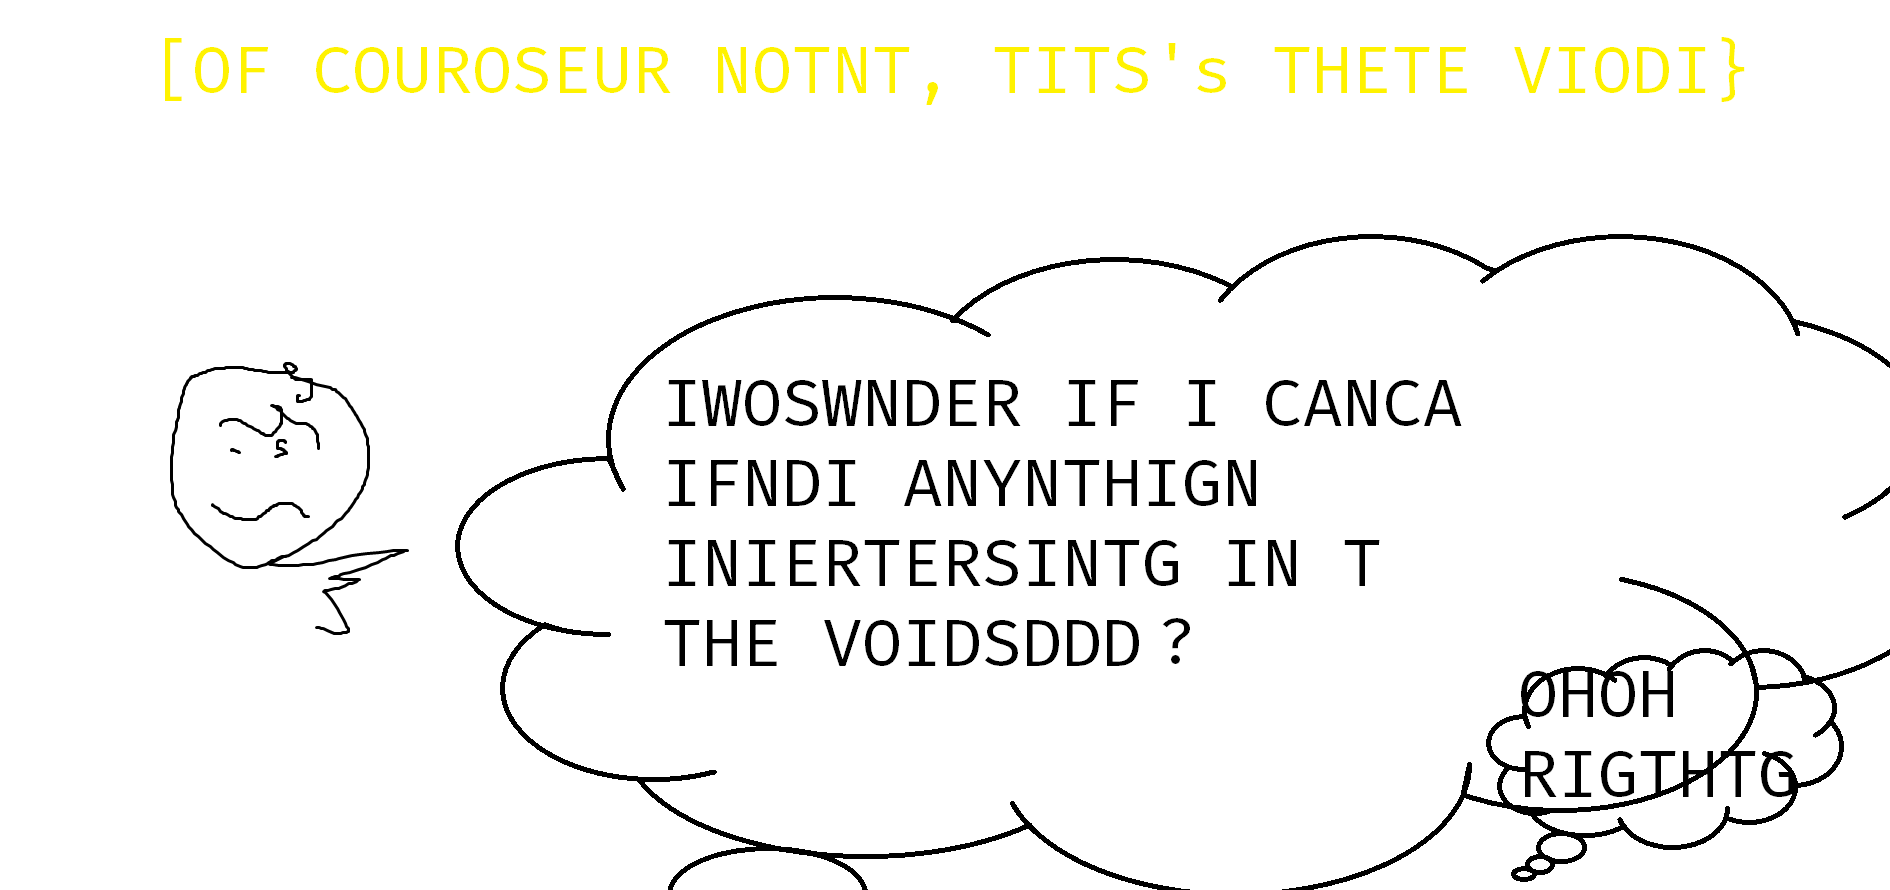 [OF COUROSEUR NOTNT, TITS's THETE VIODI}
IWOSWNDER IF I CANCA
IFNDI ANYNTHIGN
INIERTERSINTG IN T
THE VOIDSDDD?
OHOH
RIGTHTG